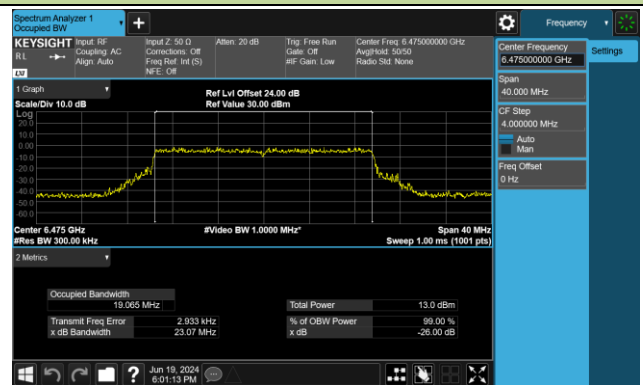 Spectrum Analyzer 1
Occupied BW
Frequency
KEYSIGHT
Input: RF
Coupling: AC
Align: Auto
Input Z: 50 Ω
Corrections: Off
Freq Ref: Int (S)
NFE: Off
Atten: 20 dB
Trig: Free Run
Gate: Off
#IF Gain: Low
Center Freq: 6.475000000 GHz
Avg|Hold: 50/50
Radio Std: None
RL
LXI
Center Frequency
6.475000000 GHz
Settings
Span
40.000 MHz
CF Step
4.000000 MHz
Auto
Man
Freq Offset
0 Hz
1 Graph
Scale/Div 10.0 dB
Ref Lvl Offset 24.00 dB
Ref Value 30.00 dBm
Log
20.0
10.0
0.00
-10.0
-20.0
-30.0
-40.0
-50.0
-60.0
Center 6.475 GHz
#Res BW 300.00 kHz
#Video BW 1.0000 MHz*
Span 40 MHz
Sweep 1.00 ms (1001 pts)
2 Metrics
Occupied Bandwidth
19.065 MHz
Transmit Freq Error 2.933 kHz
x dB Bandwidth 23.07 MHz
Total Power 13.0 dBm
% of OBW Power 99.00 %
x dB -26.00 dB
Jun 19, 2024
6:01:13 PM